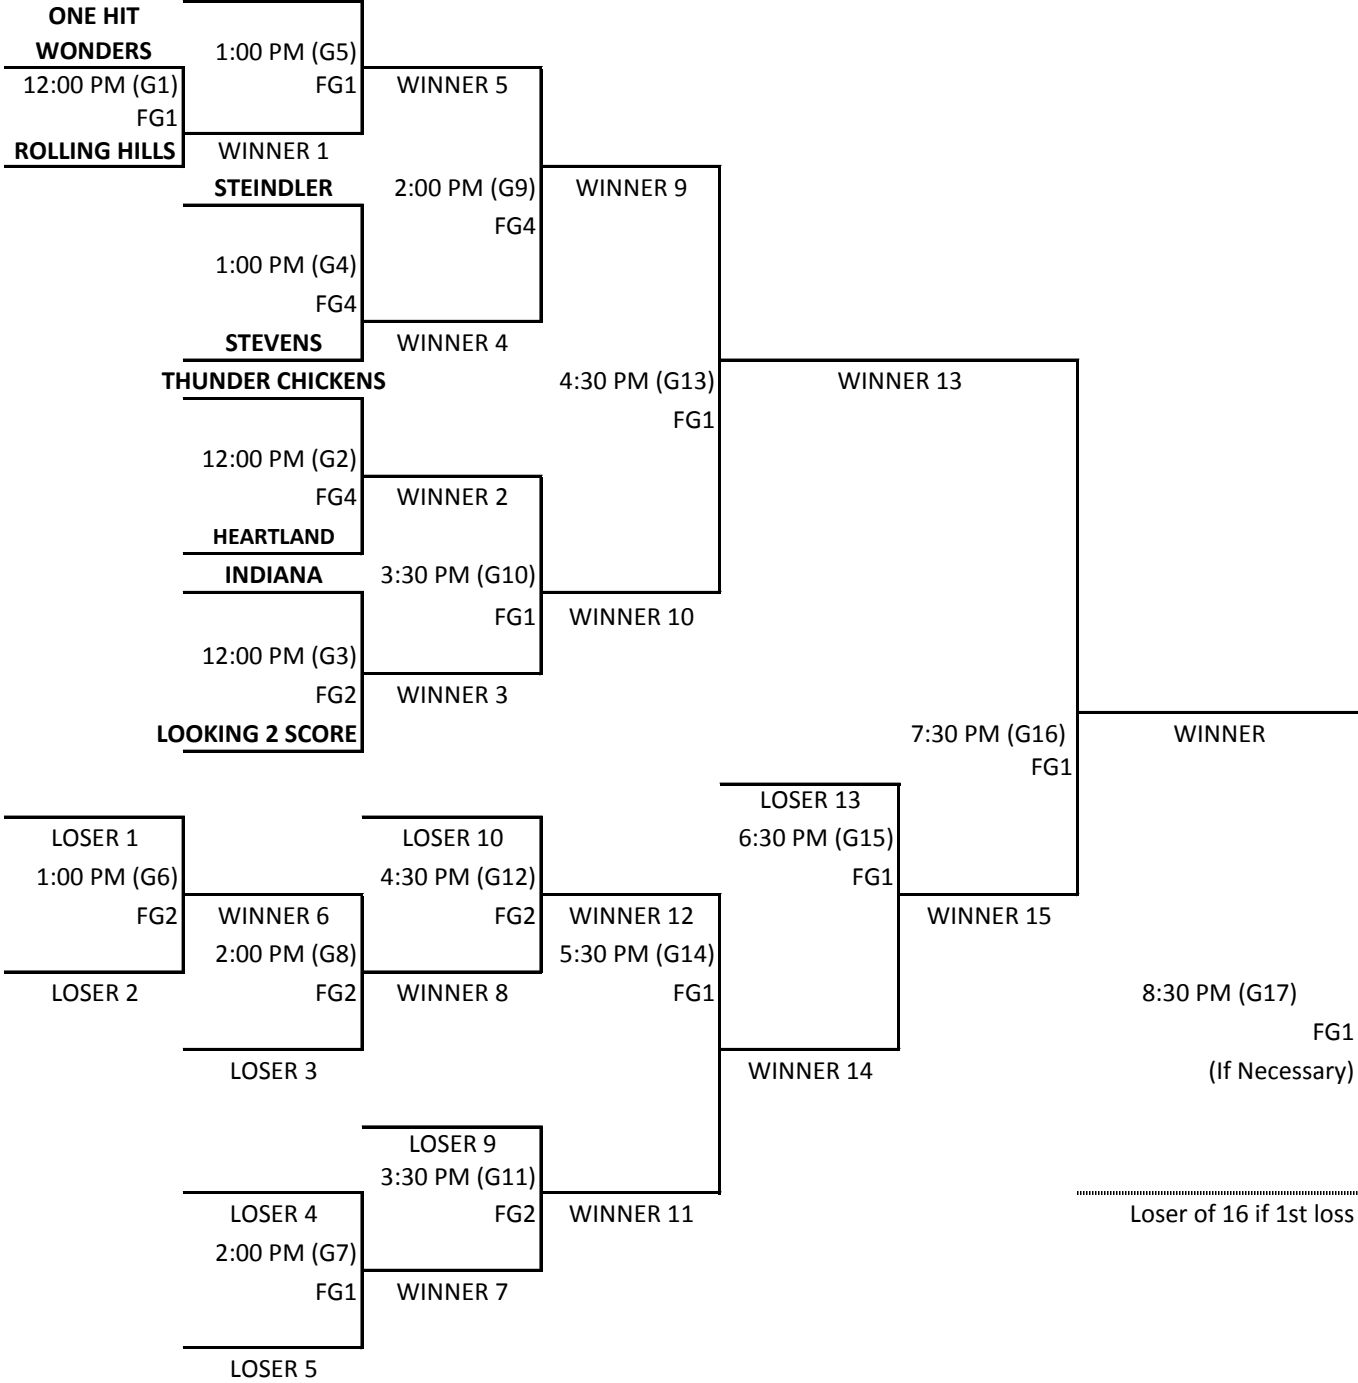 ONE HIT
WONDERS
1:00 PM (G5)
12:00 PM (G1)
FG1
WINNER 5
FG1
ROLLING HILLS
WINNER 1
STEINDLER
2:00 PM (G9)
WINNER 9
FG4
1:00 PM (G4)
FG4
STEVENS
WINNER 4
THUNDER CHICKENS
4:30 PM (G13)
WINNER 13
FG1
12:00 PM (G2)
FG4
WINNER 2
HEARTLAND
INDIANA
3:30 PM (G10)
FG1
WINNER 10
12:00 PM (G3)
FG2
WINNER 3
LOOKING 2 SCORE
7:30 PM (G16)
WINNER
FG1
LOSER 13
LOSER 1
LOSER 10
6:30 PM (G15)
1:00 PM (G6)
4:30 PM (G12)
FG1
FG2
WINNER 6
FG2
WINNER 12
WINNER 15
2:00 PM (G8)
5:30 PM (G14)
LOSER 2
FG2
WINNER 8
FG1
8:30 PM (G17)
FG1
LOSER 3
WINNER 14
(If Necessary)
LOSER 9
3:30 PM (G11)
LOSER 4
FG2
WINNER 11
Loser of 16 if 1st loss
2:00 PM (G7)
FG1
WINNER 7
LOSER 5